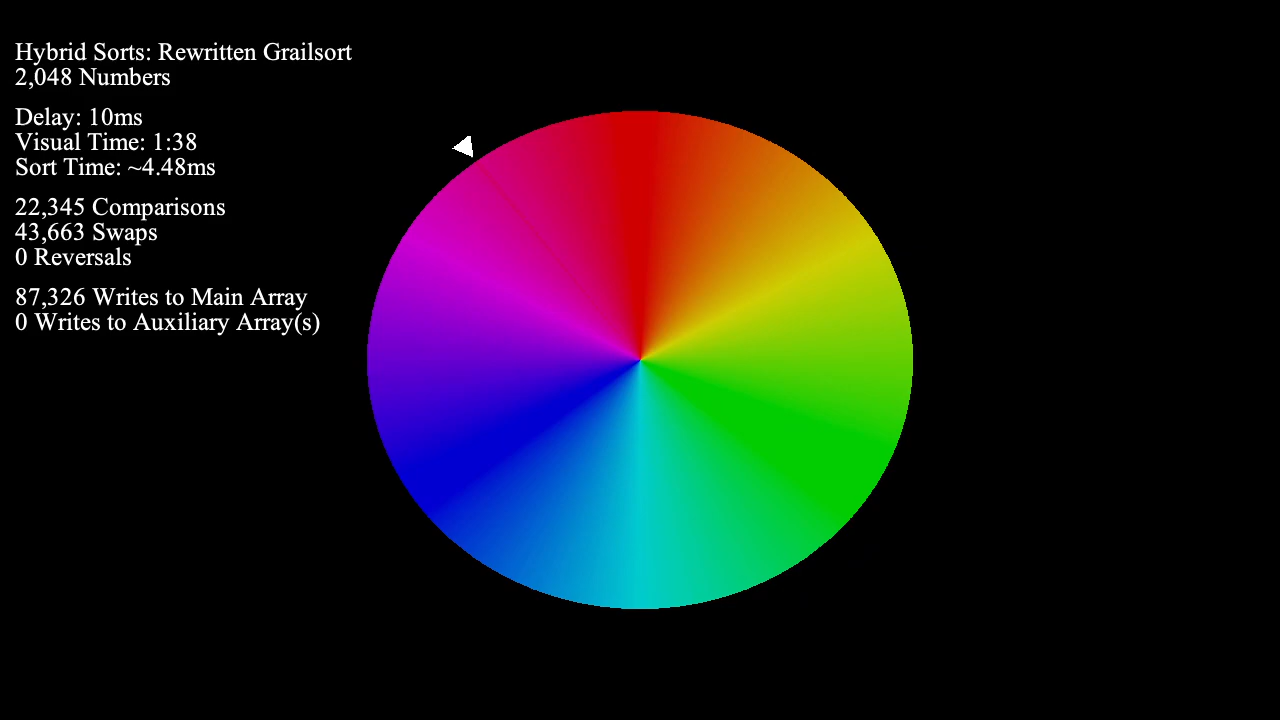 Hybrid Sorts: Rewritten Grailsort
2,048 Numbers
Delay: 10ms
Visual Time: 1:38
Sort Time: ~4.48ms
22,345 Comparisons
43,663 Swaps
0 Reversals
87,326 Writes to Main Array
0 Writes to Auxiliary Array(s)